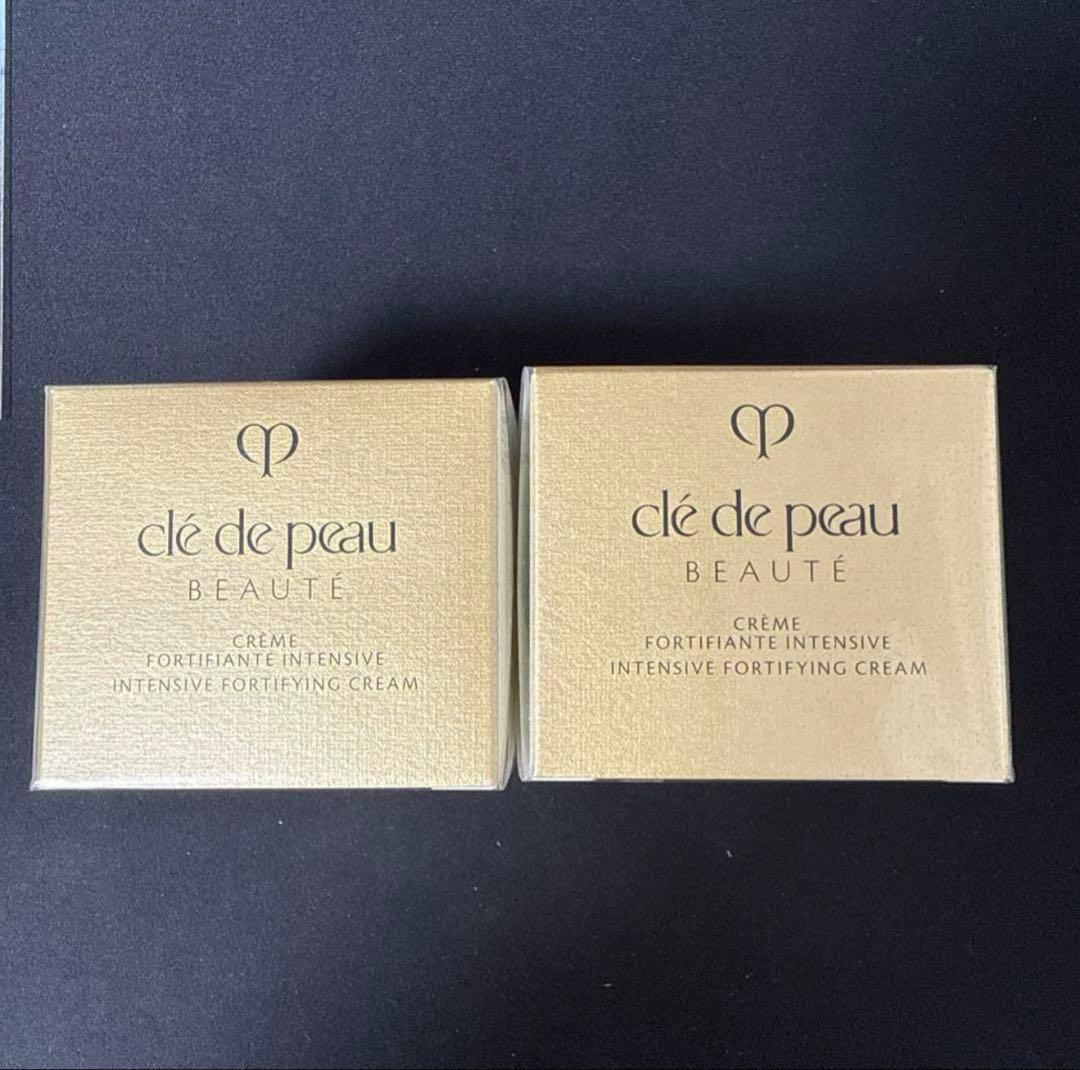 clé de peau
BEAUTÉ
CRÈME
FORTIFIANTE INTENSIVE
INTENSIVE FORTIFYING CREAM
clé de peau
BEAUTÉ
CRÈME
FORTIFIANTE INTENSIVE
INTENSIVE FORTIFYING CREAM